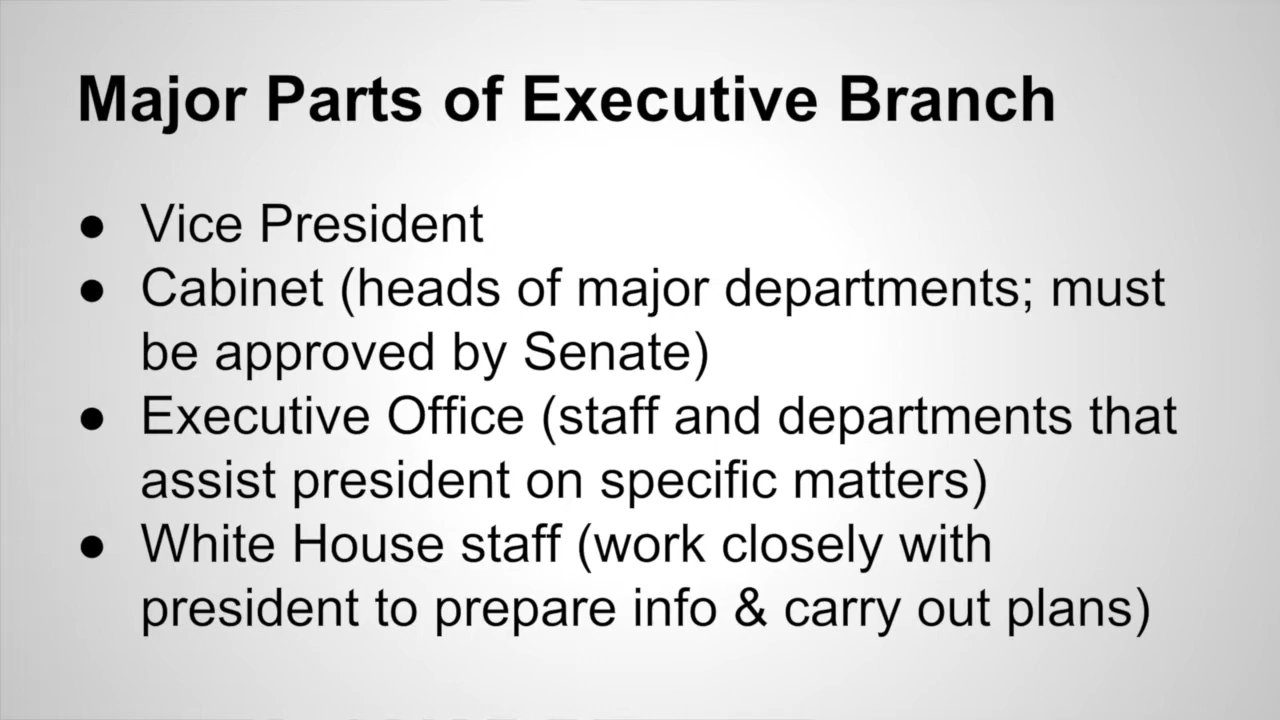 Major Parts of Executive Branch
● Vice President
● Cabinet (heads of major departments; must
be approved by Senate)
● Executive Office (staff and departments that
assist president on specific matters)
● White House staff (work closely with
president to prepare info & carry out plans)